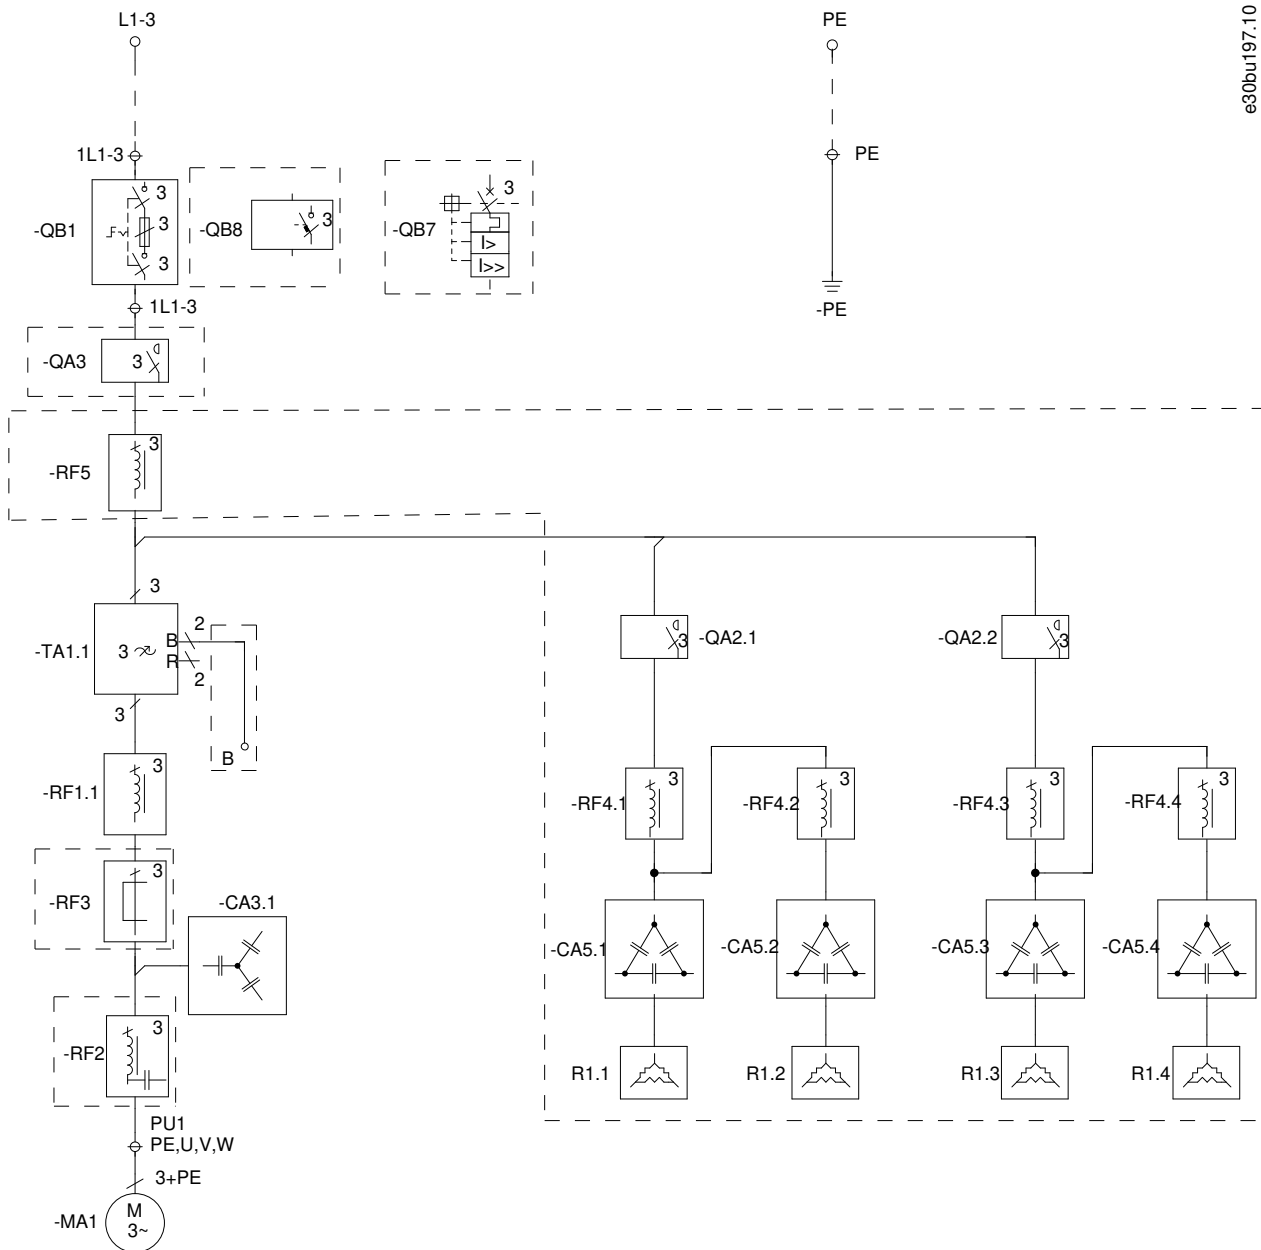 L1-3
PE
e30bu197.10
1L1-3
PE
-QB1
3
3
3
-QB8
3
-QB7
3
I>
I>>
1L1-3
-PE
-QA3
3
-RF5
3
3
-TA1.1
3
B
R
2
2
3
B
-QA2.1
3
-QA2.2
3
-RF1.1
3
-RF4.1
3
-RF4.2
3
-RF4.3
3
-RF4.4
3
-RF3
3
-CA3.1
-CA5.1
-CA5.2
-CA5.3
-CA5.4
-RF2
3
R1.1
R1.2
R1.3
R1.4
PU1
PE,U,V,W
3+PE
-MA1
M
3~